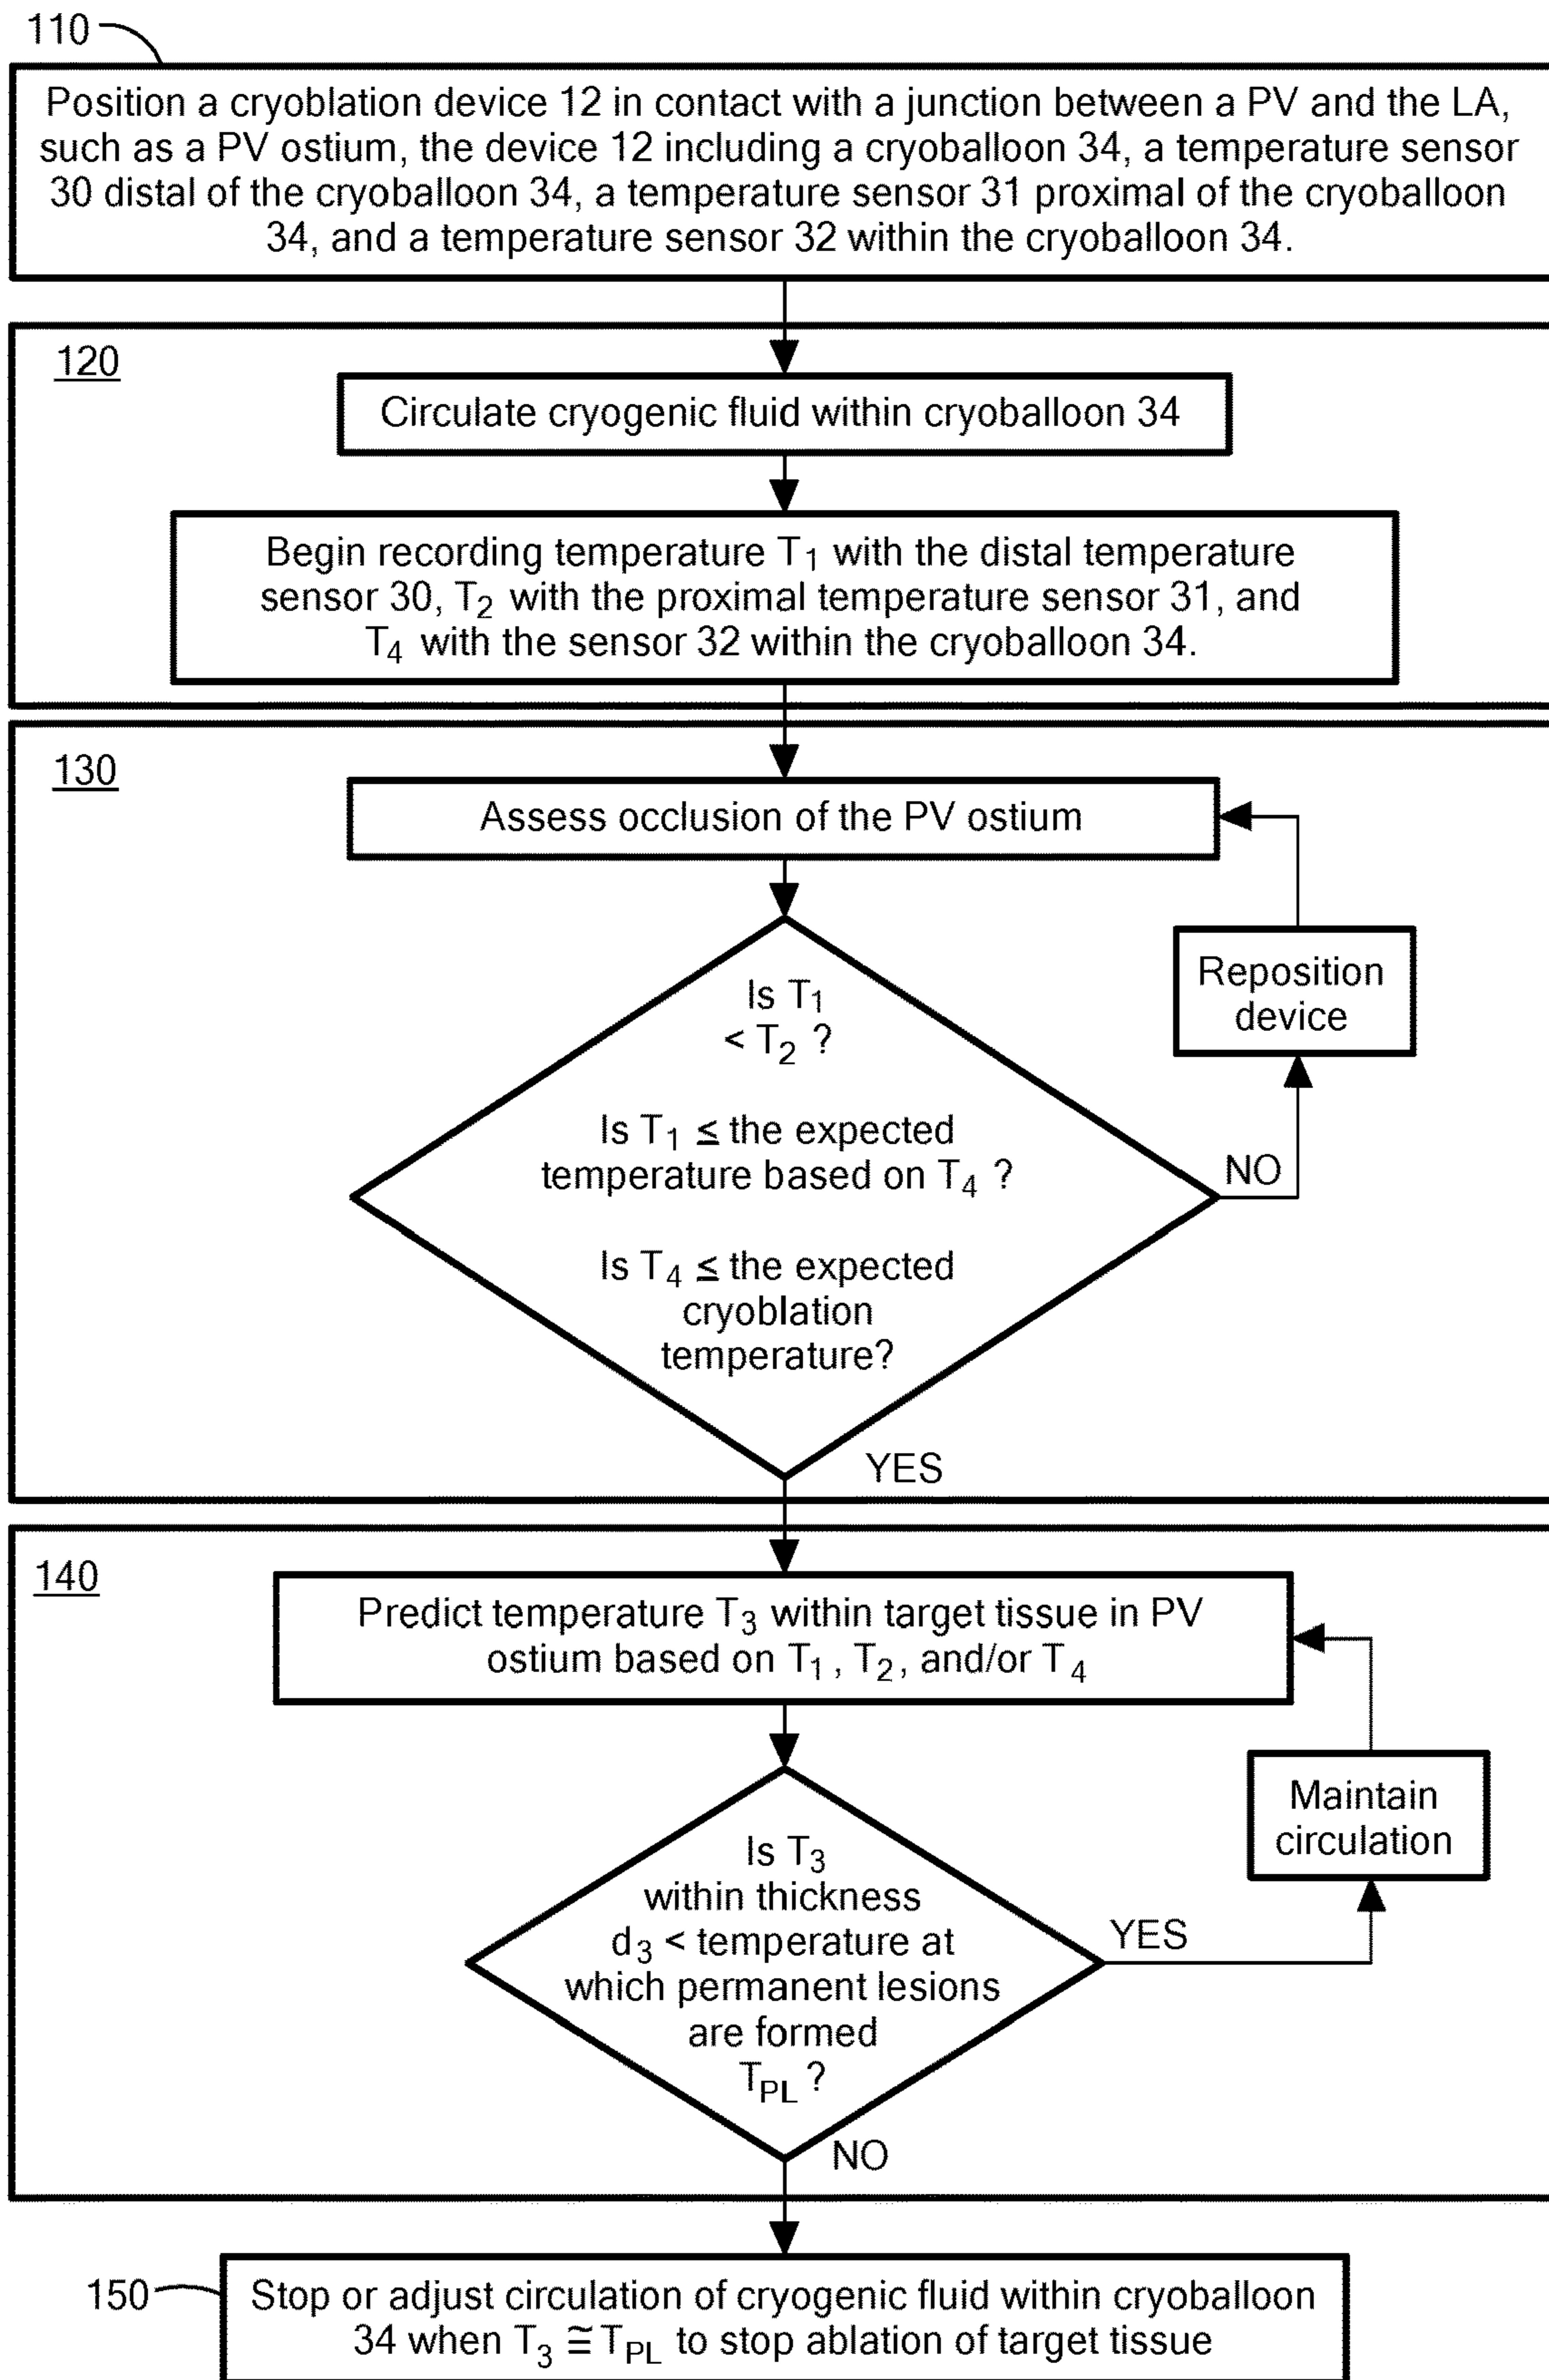 110
Position a cryoblation device 12 in contact with a junction between a PV and the LA,
such as a PV ostium, the device 12 including a cryoballoon 34, a temperature sensor
30 distal of the cryoballoon 34, a temperature sensor 31 proximal of the cryoballoon
34, and a temperature sensor 32 within the cryoballoon 34.
120
Circulate cryogenic fluid within cryoballoon 34
Begin recording temperature T1 with the distal temperature
sensor 30, T2 with the proximal temperature sensor 31, and
T4 with the sensor 32 within the cryoballoon 34.
130
Assess occlusion of the PV ostium
Reposition
device
Is T1
< T2 ?
Is T1 ≤ the expected
temperature based on T4 ?
NO
Is T4 ≤ the expected
cryoblation
temperature?
YES
140
Predict temperature T3 within target tissue in PV
ostium based on T1 , T2, and/or T4
Maintain
circulation
Is T3
within thickness
d3 < temperature at
which permanent lesions
are formed
TPL ?
YES
NO
150
Stop or adjust circulation of cryogenic fluid within cryoballoon
34 when T3 ≅ TPL to stop ablation of target tissue